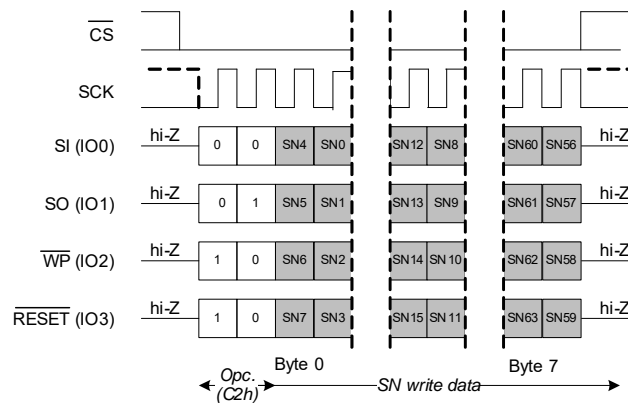 CS
SCK
hi-Z hi-Z
SI (IO0) 0 0 SN4 SN0 SN12 SN8 SN60 SN56
hi-Z hi-Z
SO (IO1) 0 1 SN5 SN1 SN13 SN9 SN61 SN57
hi-Z hi-Z
WP (IO2) 1 0 SN6 SN2 SN14 SN10 SN62 SN58
hi-Z hi-Z
RESET (IO3) 1 0 SN7 SN3 SN15 SN11 SN63 SN59
Byte 0 Byte 7
Opc.
(C2h) SN write data